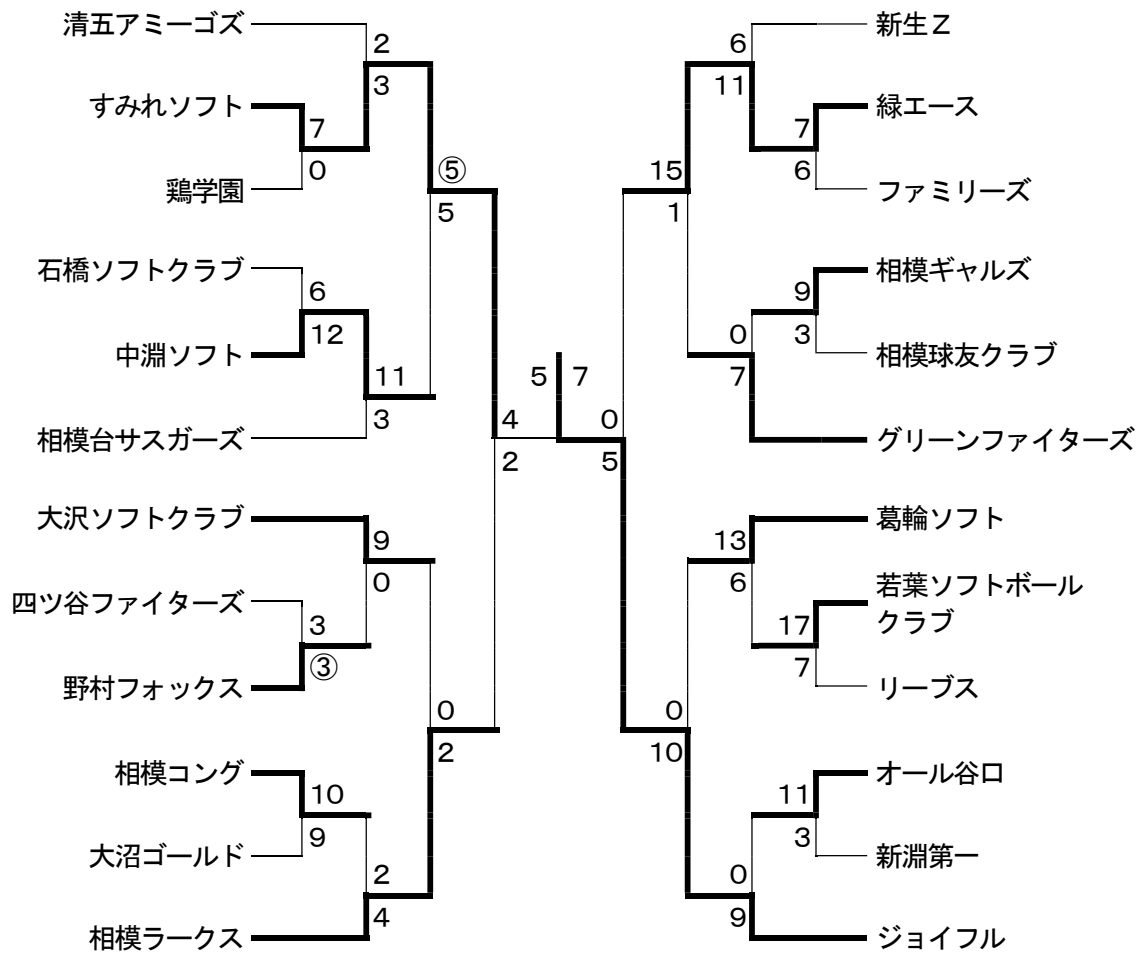 清五アミーゴズ
2
3
すみれソフト
7
0
鶏学園
⑤
5
石橋ソフトクラブ
6
12
中淵ソフト
11
3
相模台サスガーズ
4
2
大沢ソフトクラブ
9
0
四ツ谷ファイターズ
3
③
野村フォックス
0
2
相模コング
10
9
大沼ゴールド
2
4
相模ラークス
5
7
新生Z
6
11
緑エース
7
6
ファミリーズ
15
1
相模ギャルズ
9
3
相模球友クラブ
0
7
グリーンファイターズ
0
5
葛輪ソフト
13
6
若葉ソフトボール
クラブ
17
7
リーブス
0
10
オール谷口
11
3
新淵第一
0
9
ジョイフル